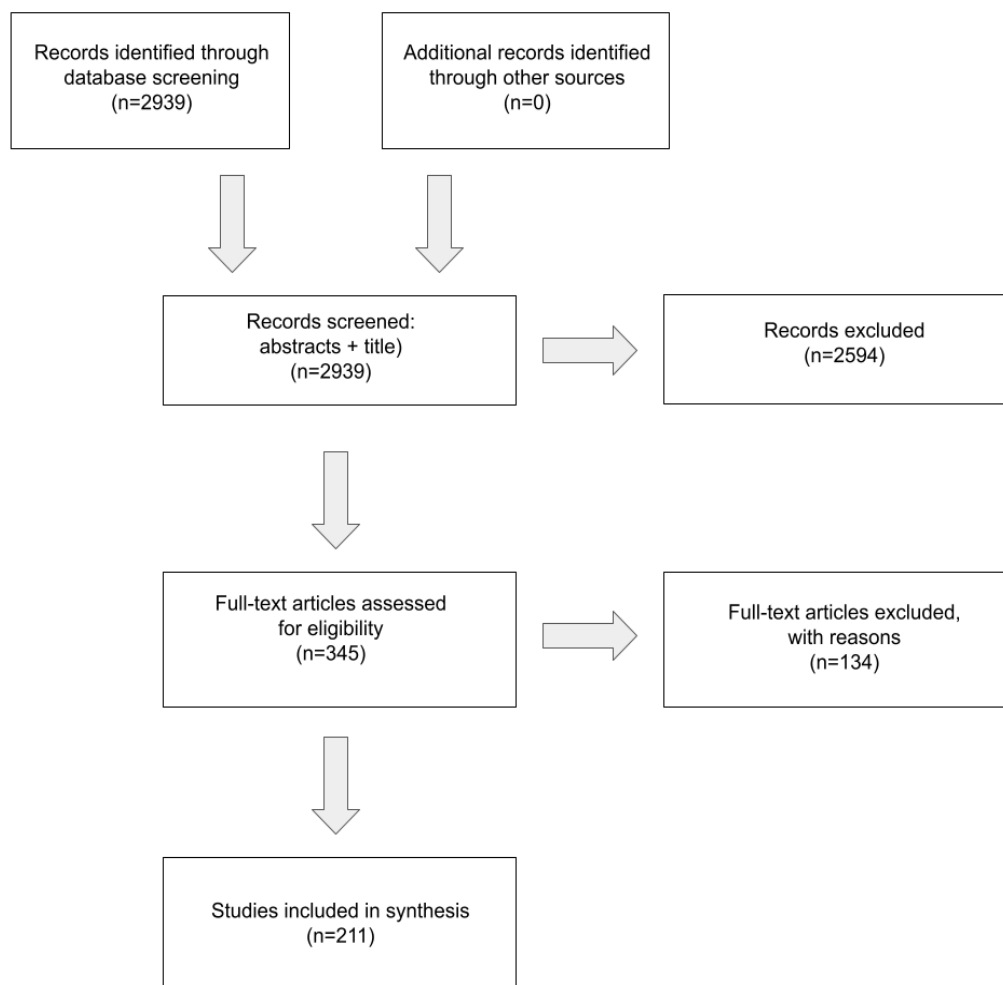 Records identified through
database screening
(n=2939)
Additional records identified
through other sources
(n=0)
Records screened:
abstracts + title)
(n=2939)
Records excluded
(n=2594)
Full-text articles assessed
for eligibility
(n=345)
Full-text articles excluded,
with reasons
(n=134)
Studies included in synthesis
(n=211)